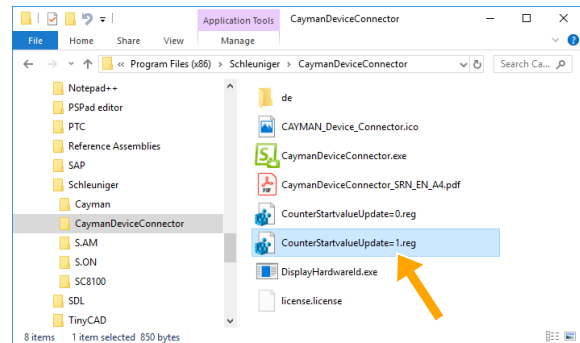 Application Tools CaymanDeviceConnector
File Home Share View Manage
« Program Files (x86) › Schleuniger › CaymanDeviceConnector Search Ca...
Notepad++
PSPad editor
PTC
Reference Assemblies
SAP
Schleuniger
Cayman
CaymanDeviceConnector
S.AM
S.ON
SC8100
SDL
TinyCAD
de
CAYMAN_Device_Connector.ico
CaymanDeviceConnector.exe
CaymanDeviceConnector_SRN_EN_A4.pdf
CounterStartvalueUpdate=0.reg
CounterStartvalueUpdate=1.reg
DisplayHardwareId.exe
license.license
8 items 1 item selected 850 bytes